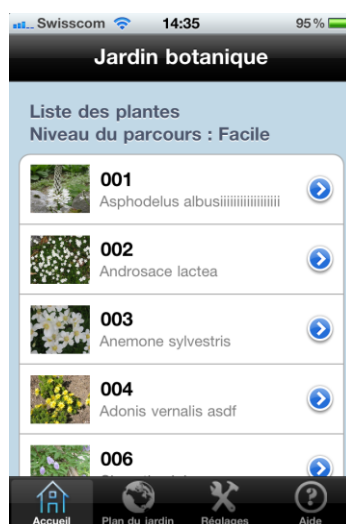 Swisscom 14:35 95 %
Jardin botanique
Liste des plantes
Niveau du parcours : Facile
001
Asphodelus albusiiiiiiiiiiiiiiiiii
002
Androsace lactea
003
Anemone sylvestris
004
Adonis vernalis asdf
006
Accueil Plan du jardin Réglages Aide